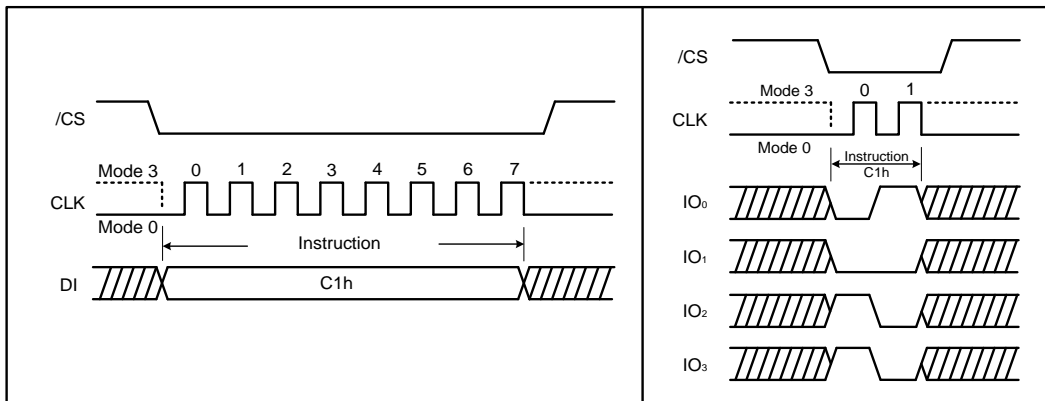 /CS
Mode 3
0 1 2 3 4 5 6 7
CLK
Mode 0
Instruction
DI
C1h
/CS
Mode 3
0 1
CLK
Mode 0
Instruction
C1h
IO0
IO1
IO2
IO3